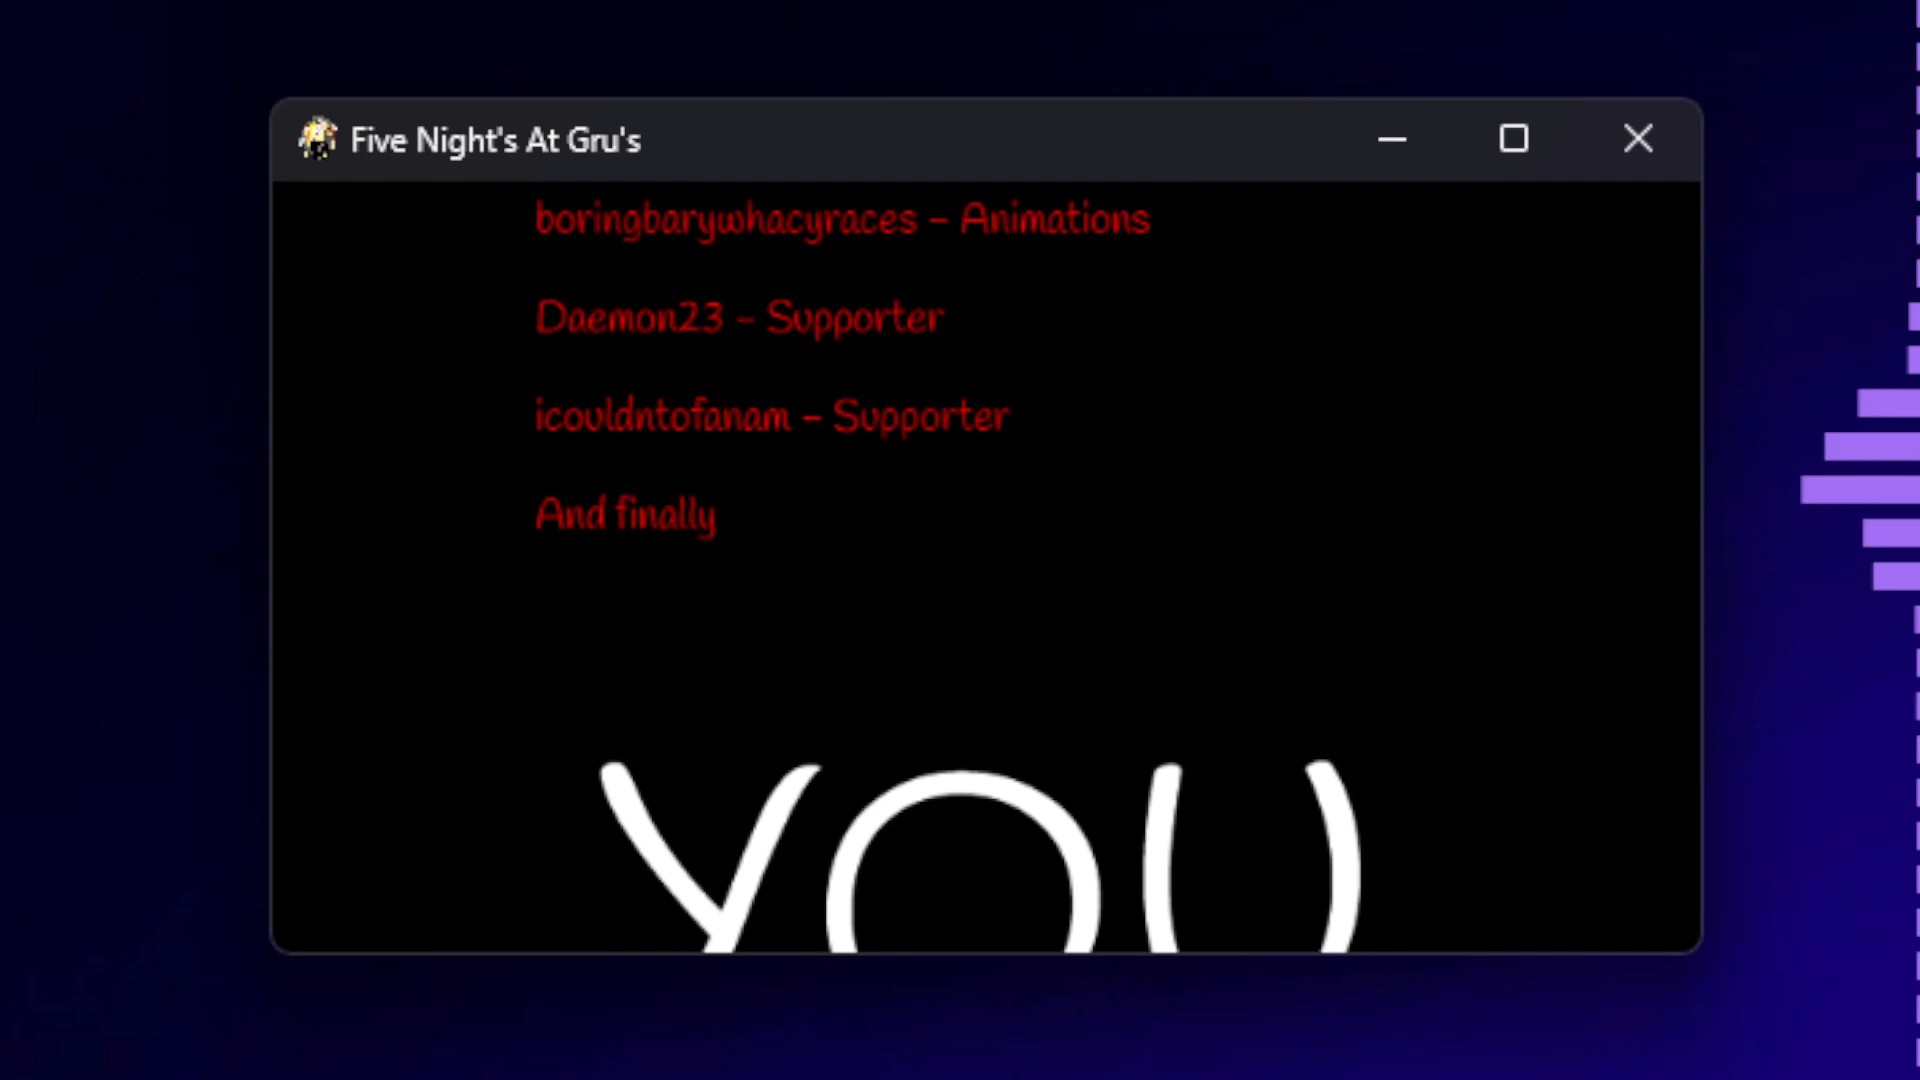 Five Night's At Gru's
boringbarywhacyraces - Animations
Daemon23 - Supporter
icouldntofanam - Supporter
And finally
YOU